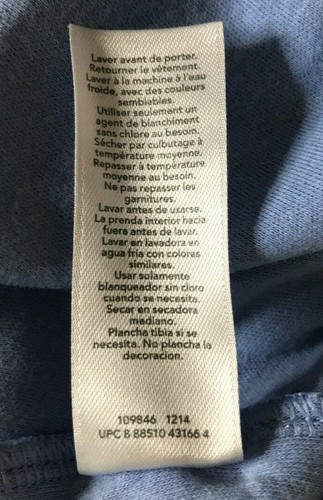 Laver avant de porter.
Retourner le vêtement.
Laver à la machine à l'eau
froide, avec des couleurs
semblables.
Utiliser seulement un
agent de blanchiment
sans chlore au besoin.
Sécher par culbutage à
température moyenne.
Repasser à température
moyenne au besoin.
Ne pas repasser les
garnitures.
Lavar antes de usarse.
La prenda interior hacia
fuera antes de lavar.
Lavar en lavadora en
agua fría con colores
similares.
Usar solamente
blanqueador sin cloro
cuando se necesita.
Secar en secadora
mediano.
Plancha tibia si se
necesita. No plancha la
decoracion.
109846 1214
UPC 8 88510 43166 4